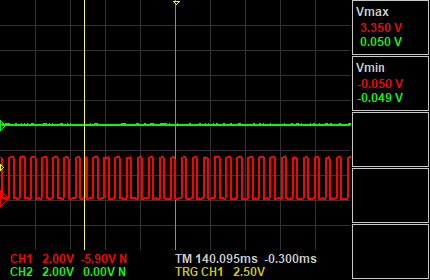 Vmax
3.350 V
0.050 V
Vmin
-0.050 V
-0.049 V
CH1 2.00V -5.90V N TM 140.095ms -0.300ms
CH2 2.00V 0.00V N TRG CH1 2.50V